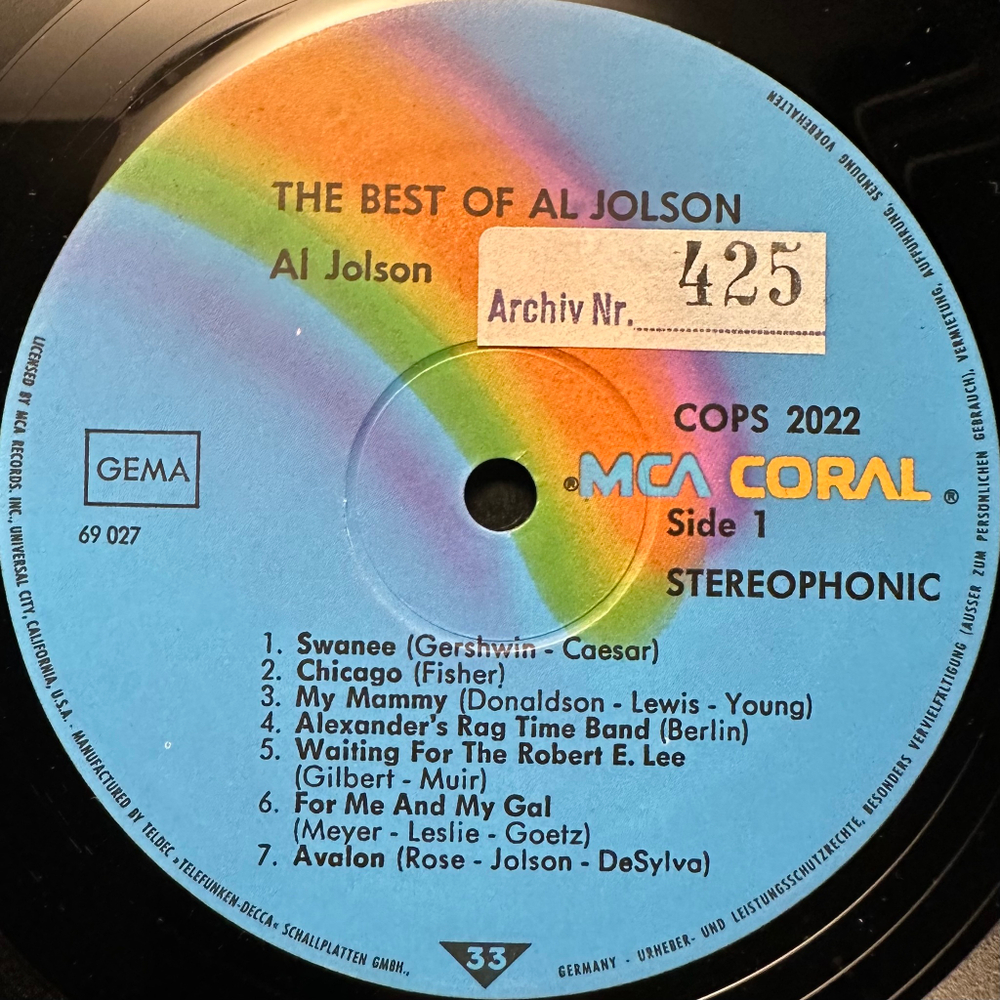 THE BEST OF AL JOLSON
Al Jolson
Archiv Nr. 425
COPS 2022
® MCA CORAL ®
Side 1
STEREOPHONIC
GEMA
69 027
1. Swanee (Gershwin - Caesar)
2. Chicago (Fisher)
3. My Mammy (Donaldson - Lewis - Young)
4. Alexander's Rag Time Band (Berlin)
5. Waiting For The Robert E. Lee
(Gilbert - Muir)
6. For Me And My Gal
(Meyer - Leslie - Goetz)
7. Avalon (Rose - Jolson - DeSylva)
33
LICENSED BY MCA RECORDS, INC., UNIVERSAL CITY, CALIFORNIA, U.S.A. · MANUFACTURED BY TELDEC »TELEFUNKEN-DECCA« SCHALLPLATTEN GMBH.,
GERMANY - URHEBER- UND LEISTUNGSSCHUTZRECHTE, BESONDERS VERVIELFÄLTIGUNG (AUSSER ZUM PERSÖNLICHEN GEBRAUCH), VERMIETUNG, AUFFÜHRUNG, SENDUNG VORBEHALTEN